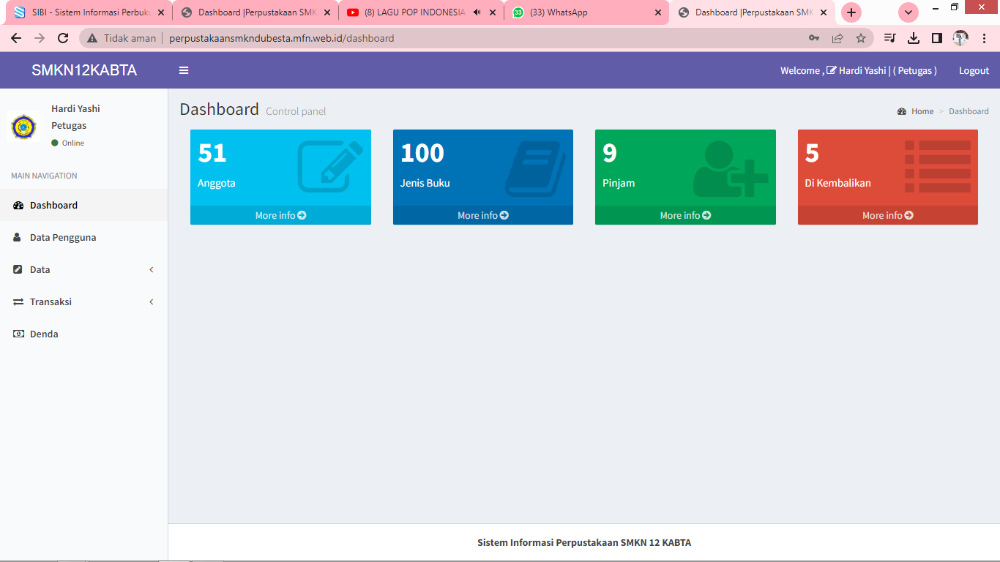 SIBI - Sistem Informasi Perbuku
Dashboard |Perpustakaan SMK
(8) LAGU POP INDONESIA
33
(33) WhatsApp
Dashboard |Perpustakaan SMK
Tidak aman
perpustakaansmkndubesta.mfn.web.id/dashboard
SMKN12KABTA
Welcome , Hardi Yashi | ( Petugas )
Logout
Hardi Yashi
Petugas
Online
MAIN NAVIGATION
Dashboard
Data Pengguna
Data
Transaksi
Denda
Dashboard Control panel
Home > Dashboard
51
Anggota
More info
100
Jenis Buku
More info
9
Pinjam
More info
5
Di Kembalikan
More info
Sistem Informasi Perpustakaan SMKN 12 KABTA